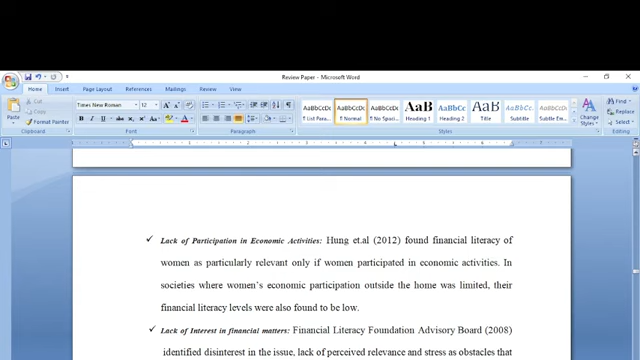 Review Paper - Microsoft Word
Home Insert Page Layout References Mailings Review View
Cut
Copy
Paste
Format Painter
Clipboard
Times New Roman 12
Font
Paragraph
AaBbCcDc AaBbCcDc AaBbCcDc AaB AaBbCc AaB AaBbCcDc AaBbCcDc
¶ List Para... ¶ Normal ¶ No Spaci... Heading 1 Heading 2 Title Subtitle Subtle Em...
Change Styles
Styles
Find
Replace
Select
Editing
✓ Lack of Participation in Economic Activities: Hung et.al (2012) found financial literacy of
women as particularly relevant only if women participated in economic activities. In
societies where women's economic participation outside the home was limited, their
financial literacy levels were also found to be low.
✓ Lack of Interest in financial matters: Financial Literacy Foundation Advisory Board (2008)
identified disinterest in the issue, lack of perceived relevance and stress as obstacles that